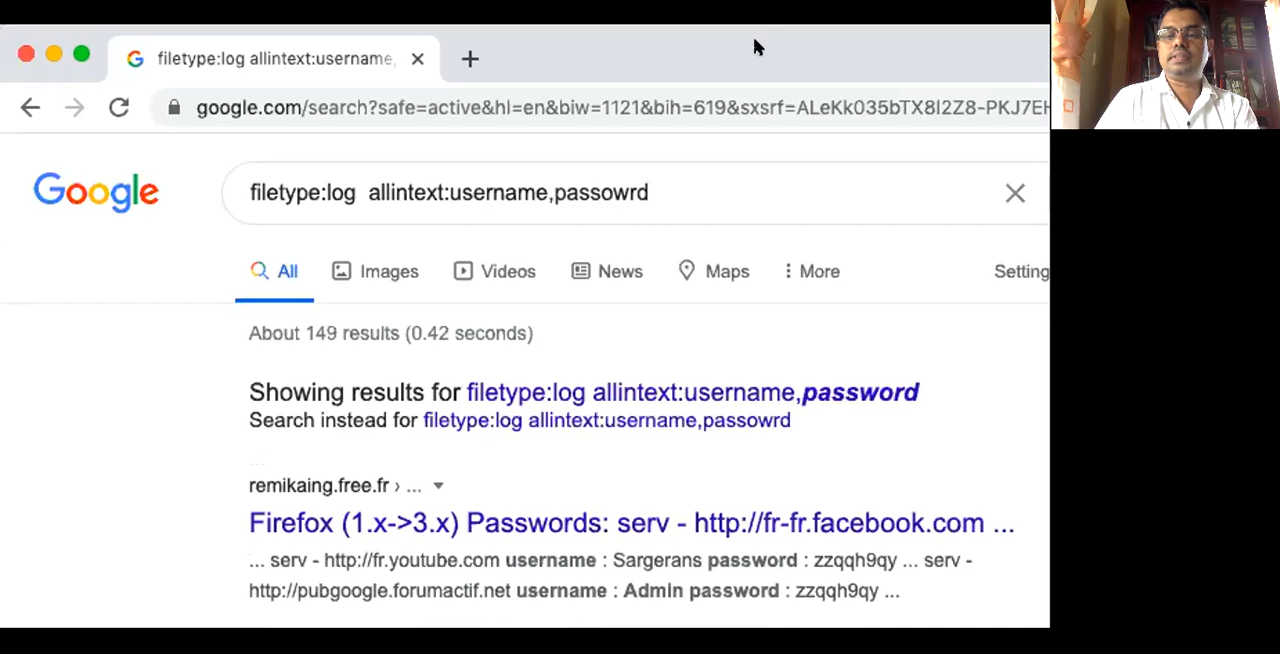 filetype:log allintext:username,
google.com/search?safe=active&hl=en&biw=1121&bih=619&sxsrf=ALeKk035bTX8I2Z8-PKJ7EH
Google
filetype:log  allintext:username,passowrd
All Images Videos News Maps More Setting
About 149 results (0.42 seconds)
Showing results for filetype:log allintext:username,password
Search instead for filetype:log allintext:username,passowrd
remikaing.free.fr › ...
Firefox (1.x->3.x) Passwords: serv - http://fr-fr.facebook.com ...
... serv - http://fr.youtube.com username : Sargerans password : zzqqh9qy ... serv -
http://pubgoogle.forumactif.net username : Admin password : zzqqh9qy ...